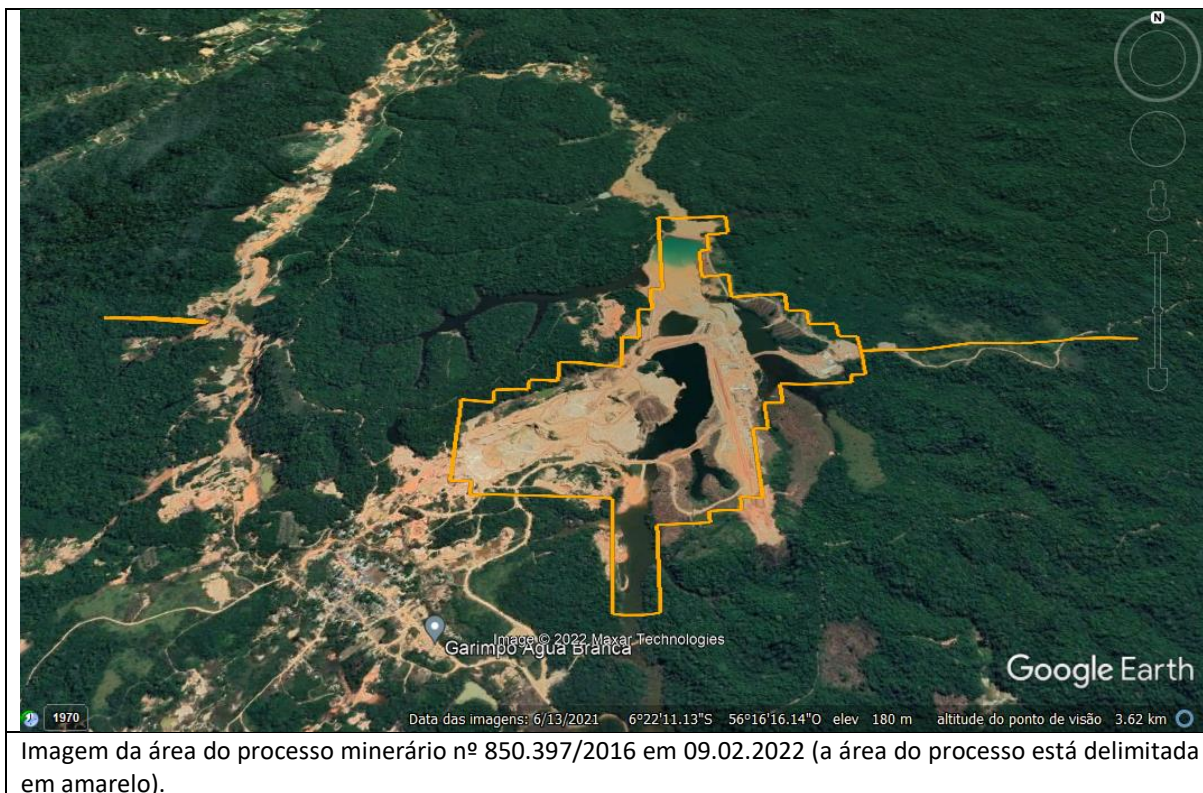 N
Image © 2022 Maxar Technologies
Garimpo Água Branca
Google Earth
1970
Data das imagens: 6/13/2021 6°22'11.13"S 56°16'16.14"O elev 180 m altitude do ponto de visão 3.62 km
Imagem da área do processo minerário nº 850.397/2016 em 09.02.2022 (a área do processo está delimitada
em amarelo).